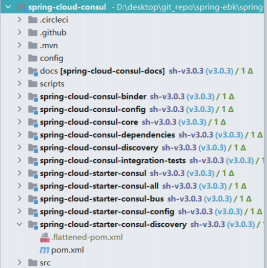 spring-cloud-consul - D:\desktop\git_repo\spring-ebk\spring
.circleci
.github
.mvn
config
docs [spring-cloud-consul-docs] sh-v3.0.3 (v3.0.3) / 1 Δ
scripts
spring-cloud-consul-binder sh-v3.0.3 (v3.0.3) / 1 Δ
spring-cloud-consul-config sh-v3.0.3 (v3.0.3) / 1 Δ
spring-cloud-consul-core sh-v3.0.3 (v3.0.3) / 1 Δ
spring-cloud-consul-dependencies sh-v3.0.3 (v3.0.3)
spring-cloud-consul-discovery sh-v3.0.3 (v3.0.3) / 1
spring-cloud-consul-integration-tests sh-v3.0.3 (v3.0.3) / 1
spring-cloud-starter-consul sh-v3.0.3 (v3.0.3) / 1 Δ
spring-cloud-starter-consul-all sh-v3.0.3 (v3.0.3) / 1 Δ
spring-cloud-starter-consul-bus sh-v3.0.3 (v3.0.3) / 1 Δ
spring-cloud-starter-consul-config sh-v3.0.3 (v3.0.3) / 1 Δ
spring-cloud-starter-consul-discovery sh-v3.0.3 (v3.0.3) /
.flattened-pom.xml
pom.xml
src